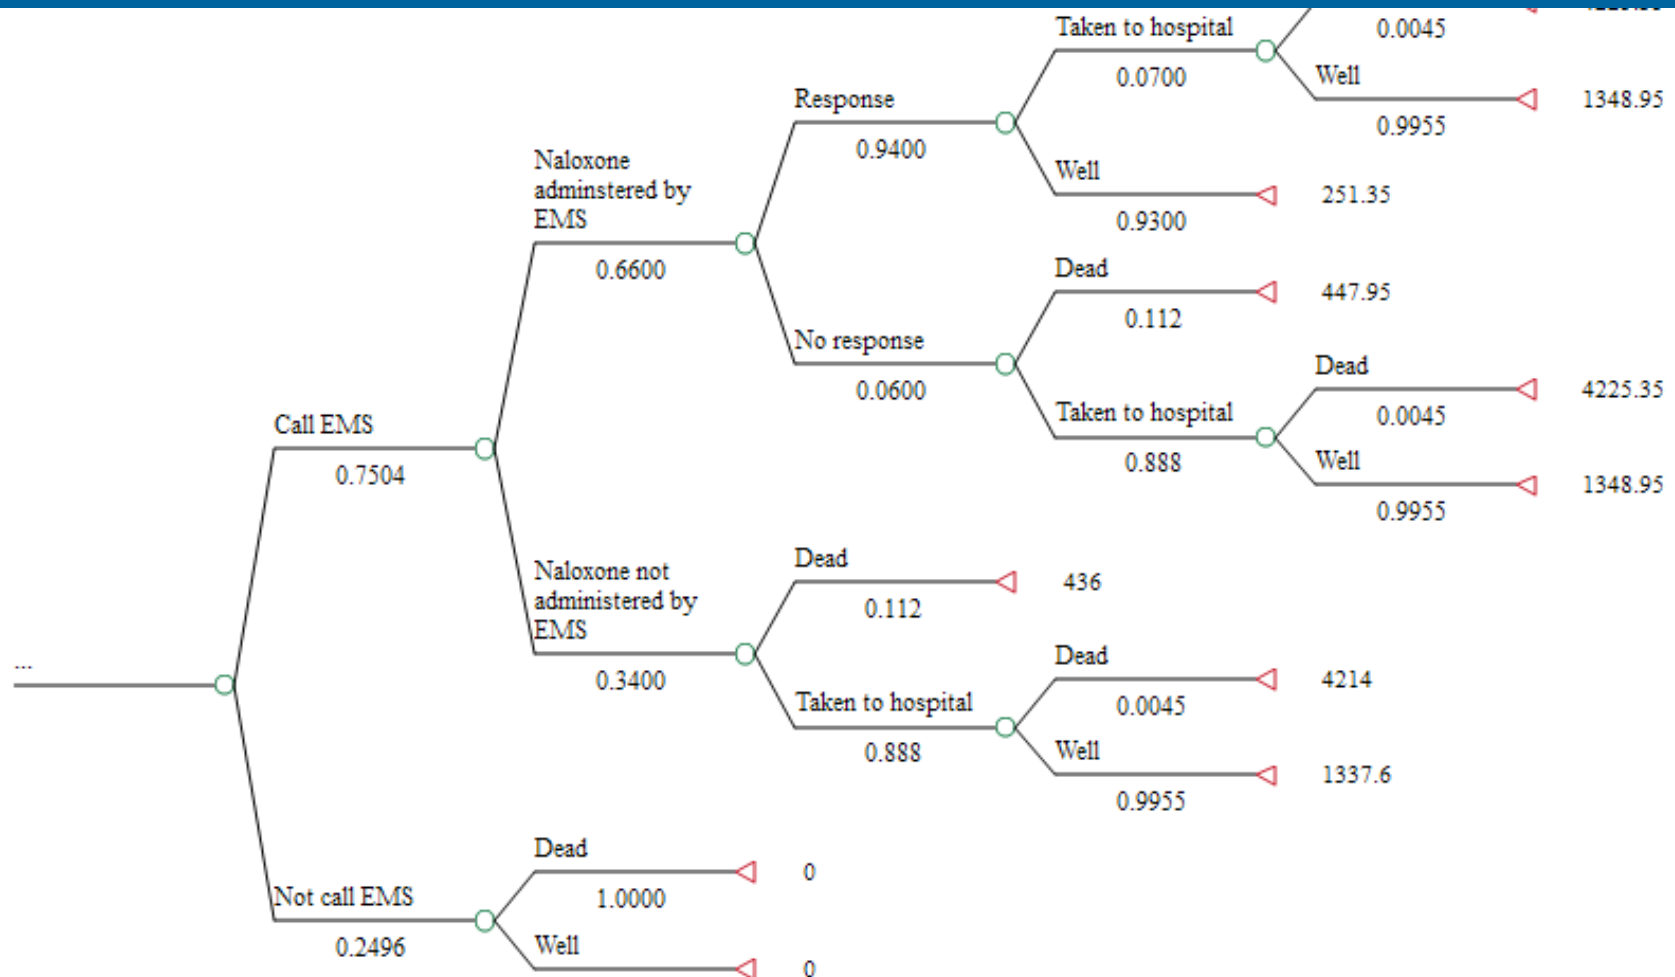 Taken to hospital
0.0700
0.0045
Well
1348.95
0.9955
Response
0.9400
Well
251.35
0.9300
Naloxone
adminstered by
EMS
0.6600
Dead
447.95
0.112
No response
0.0600
Dead
4225.35
0.0045
Taken to hospital
0.888
Well
1348.95
0.9955
Call EMS
0.7504
Dead
436
0.112
Naloxone not
administered by
EMS
0.3400
Dead
4214
0.0045
Taken to hospital
0.888
Well
1337.6
0.9955
...
Dead
0
1.0000
Not call EMS
0.2496
Well
0